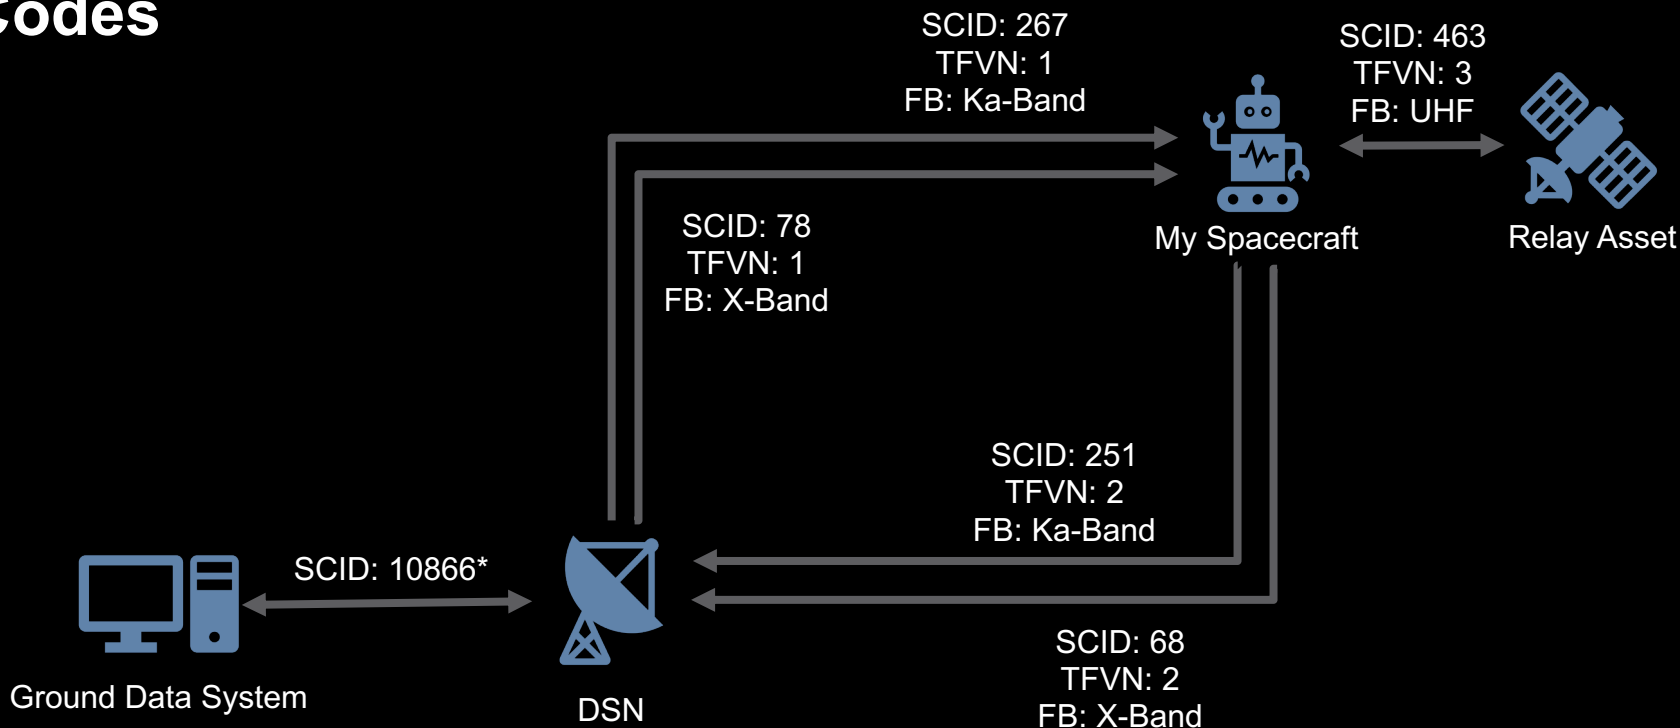 Codes
SCID: 267
TFVN: 1
FB: Ka-Band
SCID: 463
TFVN: 3
FB: UHF
SCID: 78
TFVN: 1
FB: X-Band
My Spacecraft
Relay Asset
SCID: 251
TFVN: 2
FB: Ka-Band
SCID: 10866*
SCID: 68
TFVN: 2
FB: X-Band
Ground Data System
DSN